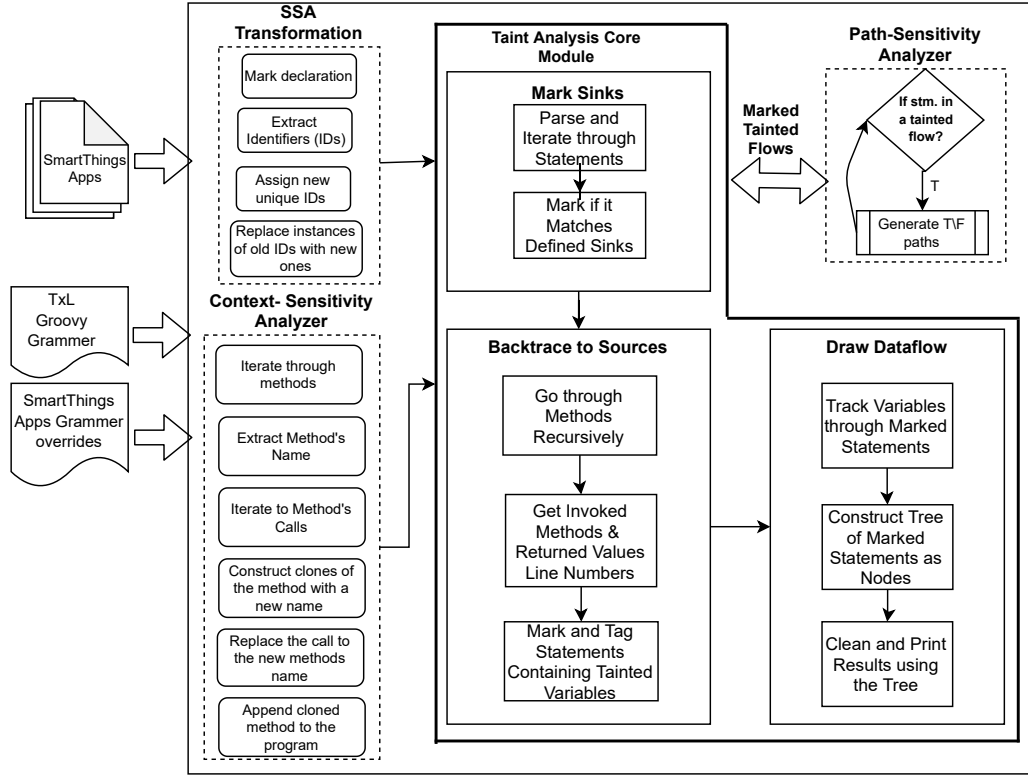 SmartThings
Apps
TxL
Groovy
Grammer
SmartThings
Apps Grammer
overrides
SSA
Transformation
Mark declaration
Extract
Identifiers (IDs)
Assign new
unique IDs
Replace instances
of old IDs with new
ones
Context- Sensitivity
Analyzer
Iterate through
methods
Extract Method's
Name
Iterate to Method's
Calls
Construct clones of
the method with a
new name
Replace the call to
the new methods
name
Append cloned
method to the
program
Taint Analysis Core
Module
Mark Sinks
Parse and
Iterate through
Statements
Mark if it
Matches
Defined Sinks
Backtrace to Sources
Go through
Methods
Recursively
Get Invoked
Methods &
Returned Values
Line Numbers
Mark and Tag
Statements
Containing Tainted
Variables
Draw Dataflow
Track Variables
through Marked
Statements
Construct Tree
of Marked
Statements as
Nodes
Clean and Print
Results using
the Tree
Marked
Tainted
Flows
Path-Sensitivity
Analyzer
If stm. in
a tainted
flow?
T
Generate T\F
paths